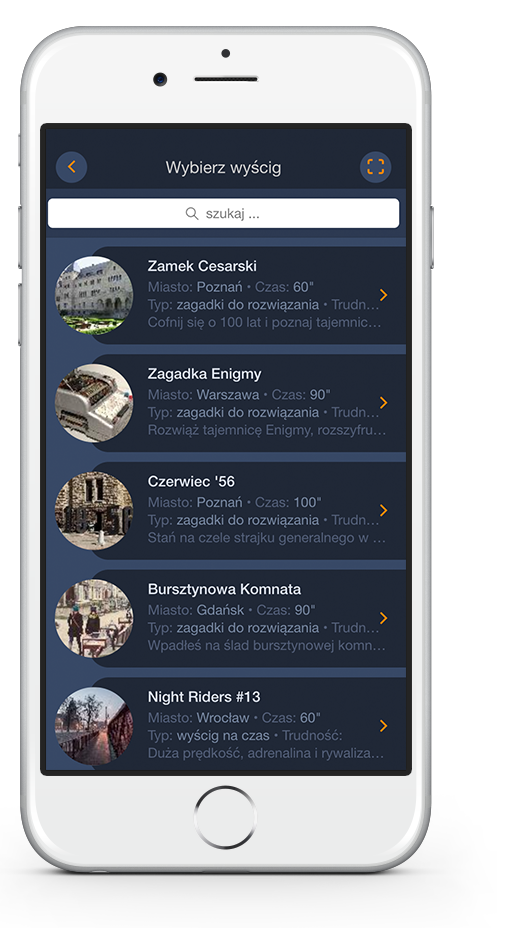 Wybierz wyścig
szukaj ...
Zamek Cesarski
Miasto: Poznań • Czas: 60"
Typ: zagadki do rozwiązania • Trudn...
Cofnij się o 100 lat i poznaj tajemnic...
Zagadka Enigmy
Miasto: Warszawa • Czas: 90"
Typ: zagadki do rozwiązania • Trudn...
Rozwiąż tajemnicę Enigmy, rozszyfru...
Czerwiec '56
Miasto: Poznań • Czas: 100"
Typ: zagadki do rozwiązania • Trudn...
Stań na czele strajku generalnego w ...
Bursztynowa Komnata
Miasto: Gdańsk • Czas: 90"
Typ: zagadki do rozwiązania • Trudn...
Wpadłeś na ślad bursztynowej komn...
Night Riders #13
Miasto: Wrocław • Czas: 60"
Typ: wyścig na czas • Trudność:
Duża prędkość, adrenalina i rywaliza...